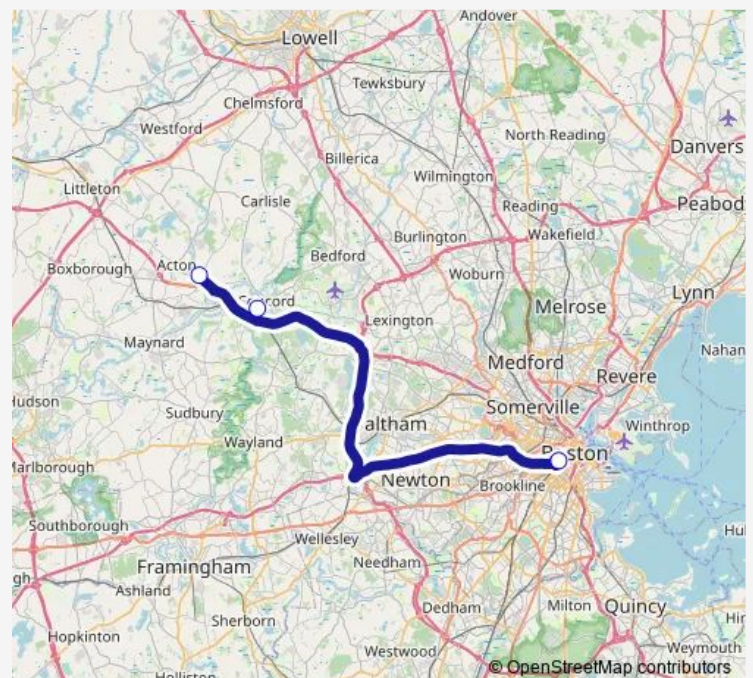 Andover
Lowell
Tewksbury
Chelmsford
Danvers
Westford
North Reading
Billerica
Wilmington
Littleton
Carlisle
Reading
Peabod
Burlington
Wakefield
Bedford
Acton
Boxborough
Woburn
Lynn
Melrose
Lexington
Maynard
Nahan
Medford
Revere
Hudson
Somerville
Sudbury
altham
Winthrop
Wayland
Boston
Marlborough
Newton
Brookline
Southborough
Wellesley
Framingham
Needham
Ashland
Dedham
Milton
Quincy
Sherborn
Hopkinton
Weymouth
Westwood
© OpenStreetMap contributors